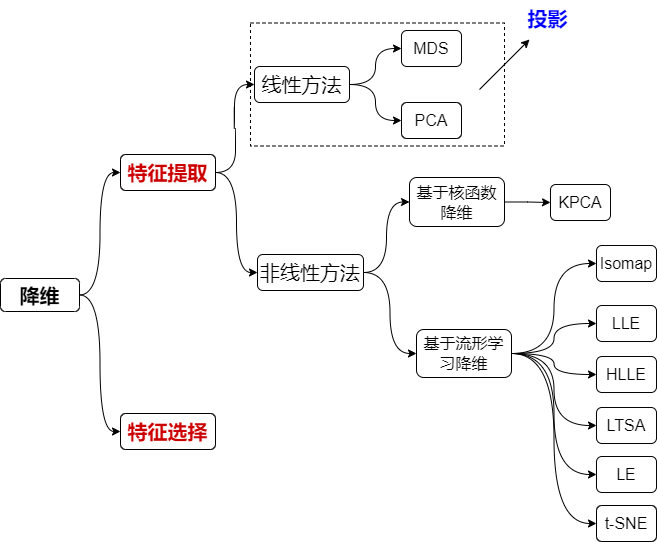 投影
MDS
线性方法
PCA
特征提取
基于核函数
降维
KPCA
非线性方法
Isomap
降维
LLE
基于流形学
习降维
HLLE
LTSA
特征选择
LE
t-SNE